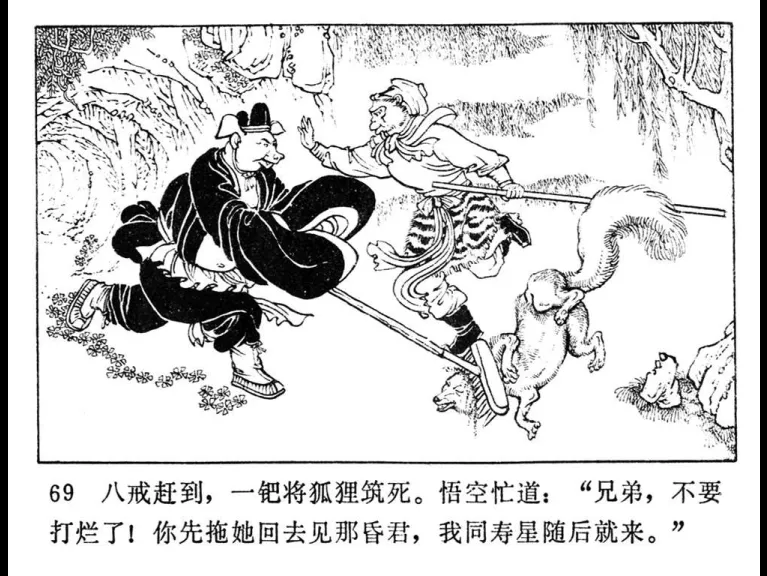 69 八戒赶到，一钯将狐狸筑死。悟空忙道：“兄弟，不要
打烂了！你先拖她回去见那昏君，我同寿星随后就来。”